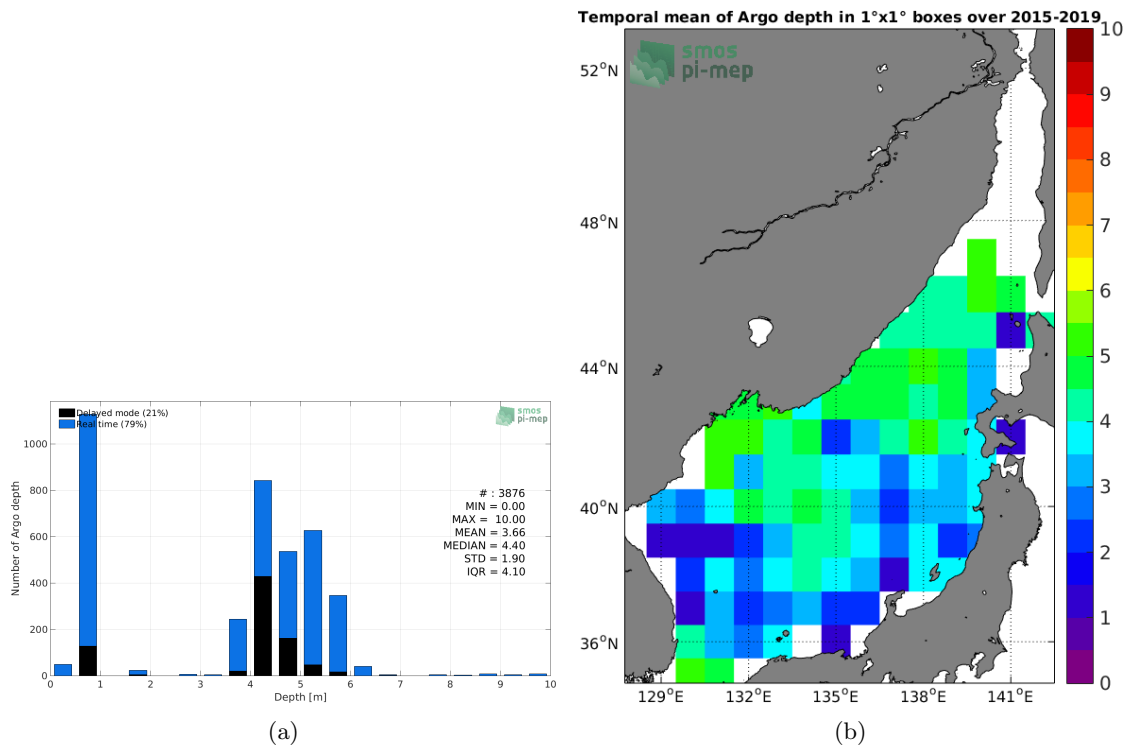 Temporal mean of Argo depth in 1°x1° boxes over 2015-2019
smos
pi-mep
52°N
48°N
44°N
40°N
36°N
129°E
132°E
135°E
138°E
141°E
10
9
8
7
6
5
4
3
2
1
0
Delayed mode (21%)
Real time (79%)
smos
pi-mep
# : 3876
MIN = 0.00
MAX = 10.00
MEAN = 3.66
MEDIAN = 4.40
STD = 1.90
IQR = 4.10
Number of Argo depth
1000
800
600
400
200
0
0
1
2
3
4
5
6
7
8
9
10
Depth [m]
(a)
(b)